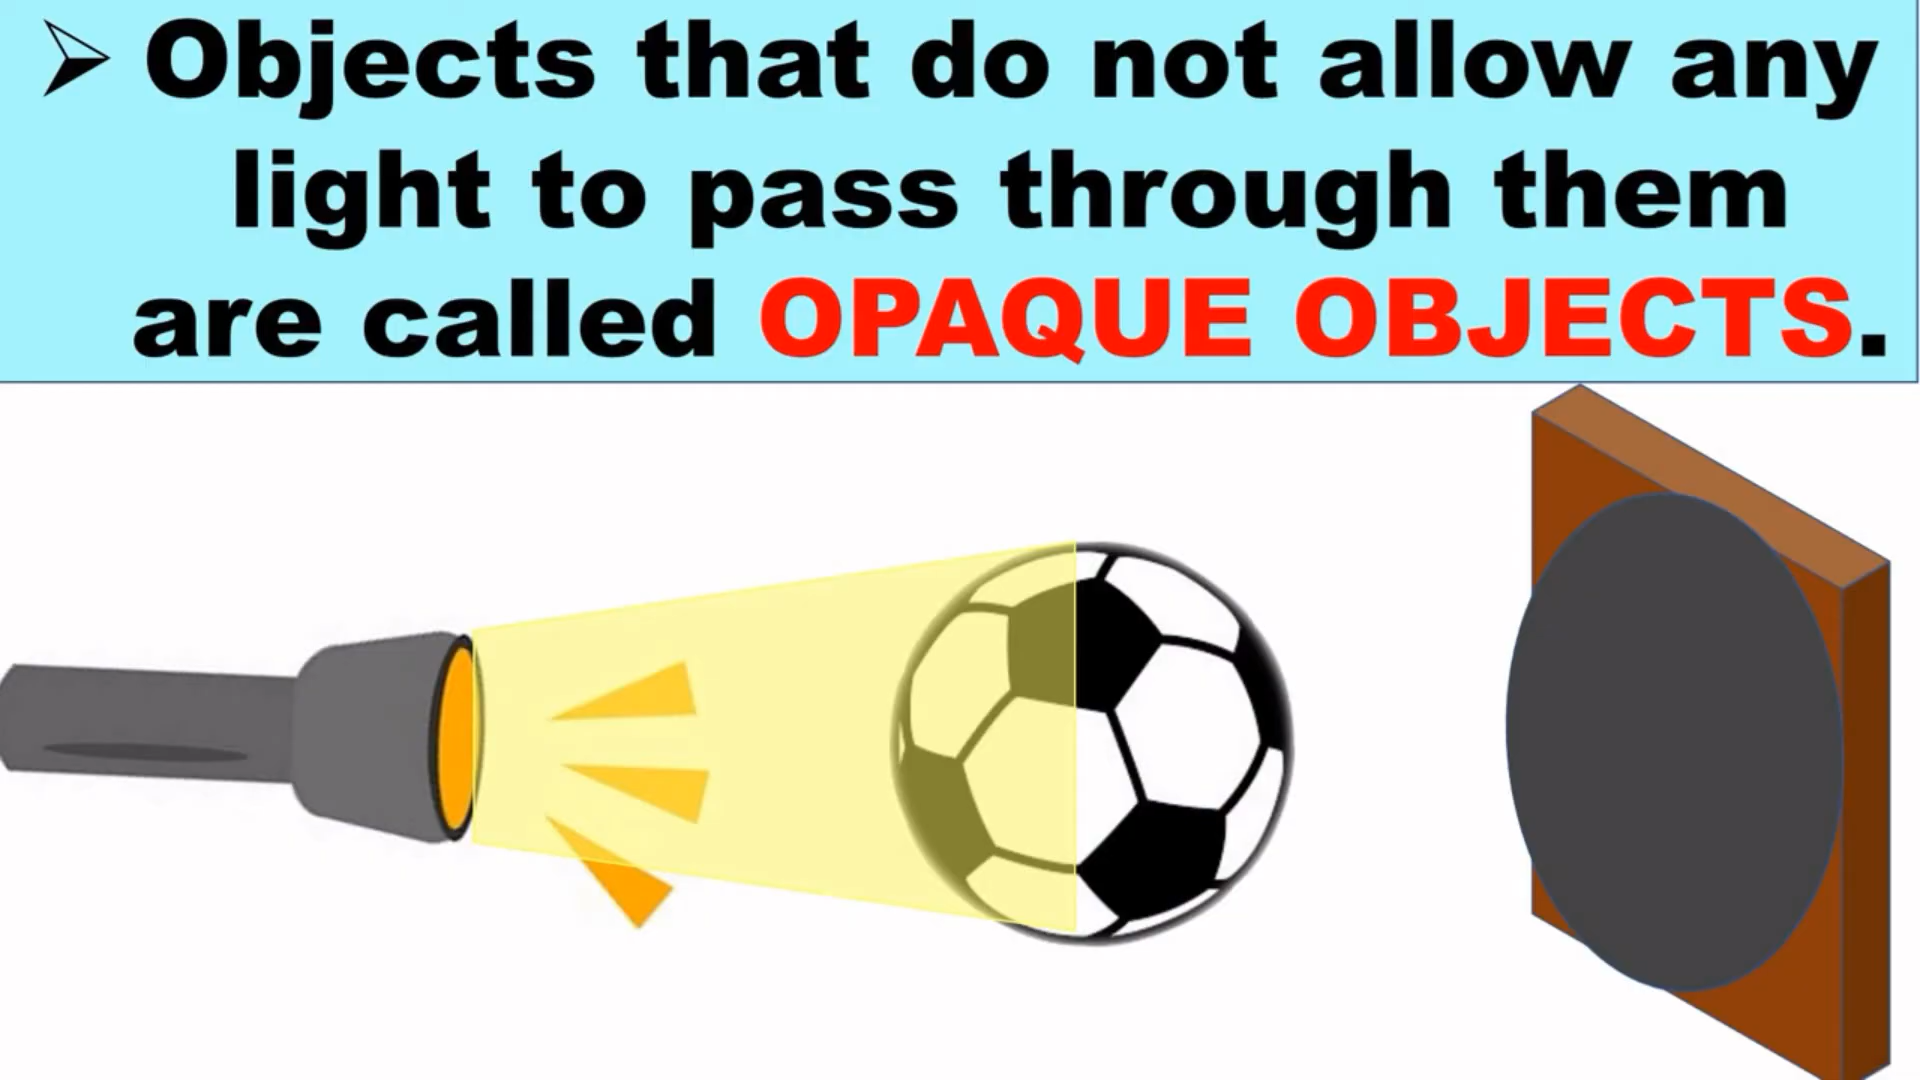 Objects that do not allow any
light to pass through them
are called OPAQUE OBJECTS.